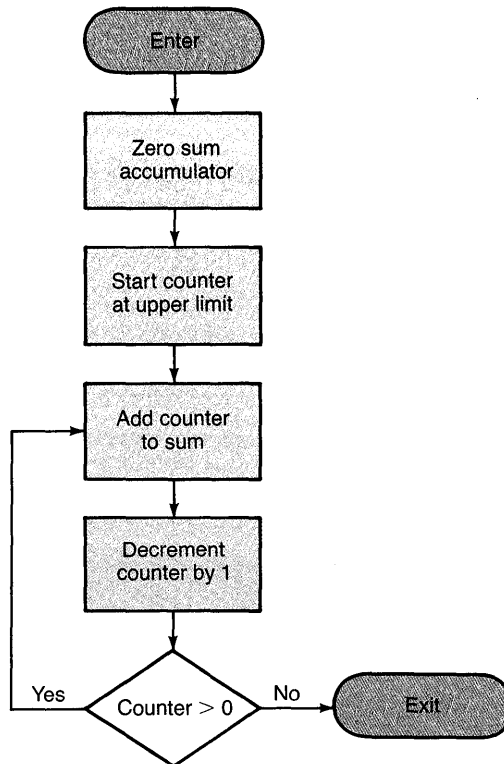 Enter
Zero sum
accumulator
Start counter
at upper limit
Add counter
to sum
Decrement
counter by 1
Counter > 0
Yes
No
Exit